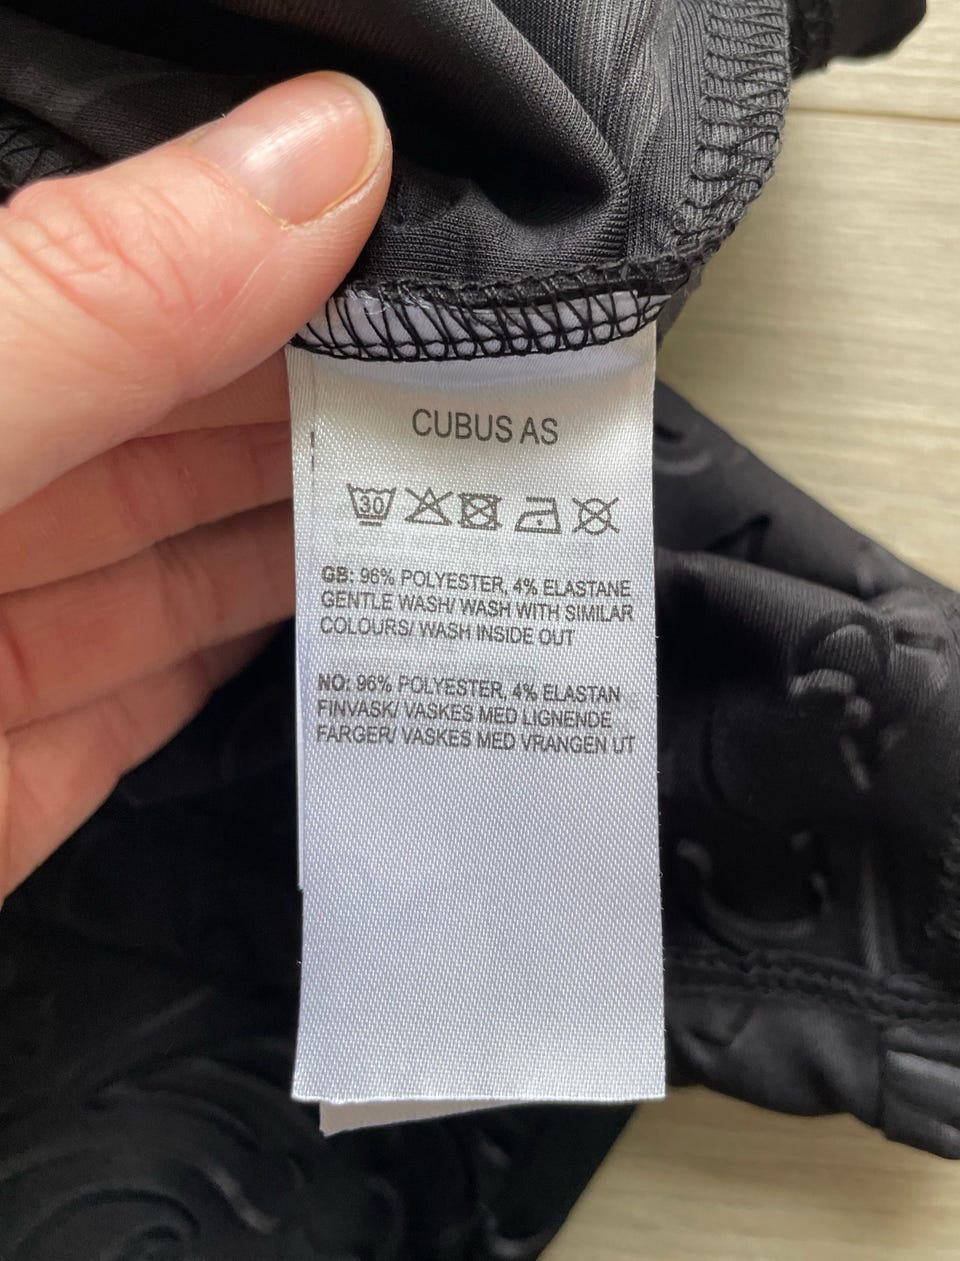 CUBUS AS
30
GB: 96% POLYESTER, 4% ELASTANE
GENTLE WASH/ WASH WITH SIMILAR
COLOURS/ WASH INSIDE OUT
NO: 96% POLYESTER, 4% ELASTAN
FINVASK/ VASKES MED LIGNENDE
FARGER/ VASKES MED VRANGEN UT